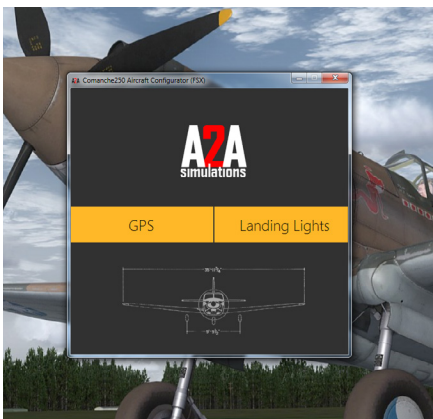 Comanche250 Aircraft Configurator (FSX)
A2A
simulations
GPS
Landing Lights